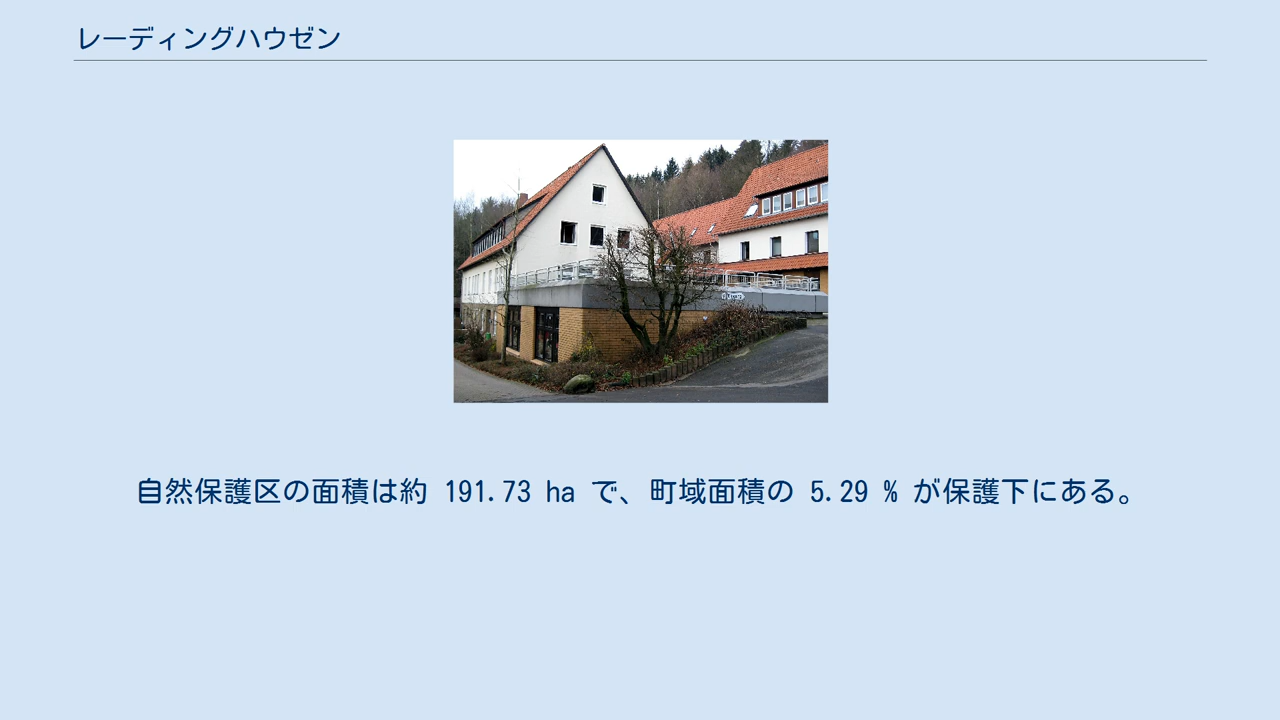 レーディングハウゼン
自然保護区の面積は約 191.73 ha で、町域面積の 5.29 % が保護下にある。